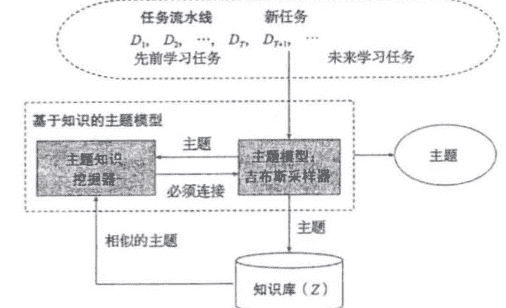 任务流水线 新任务
D₁, D₂, …, D_T, D_{T+1}, …
先前学习任务 未来学习任务
基于知识的主题模型
主题
主题知识
挖掘器
主题模型:
吉布斯采样器
主题
必须连接
主题
相似的主题
知识库(Z)